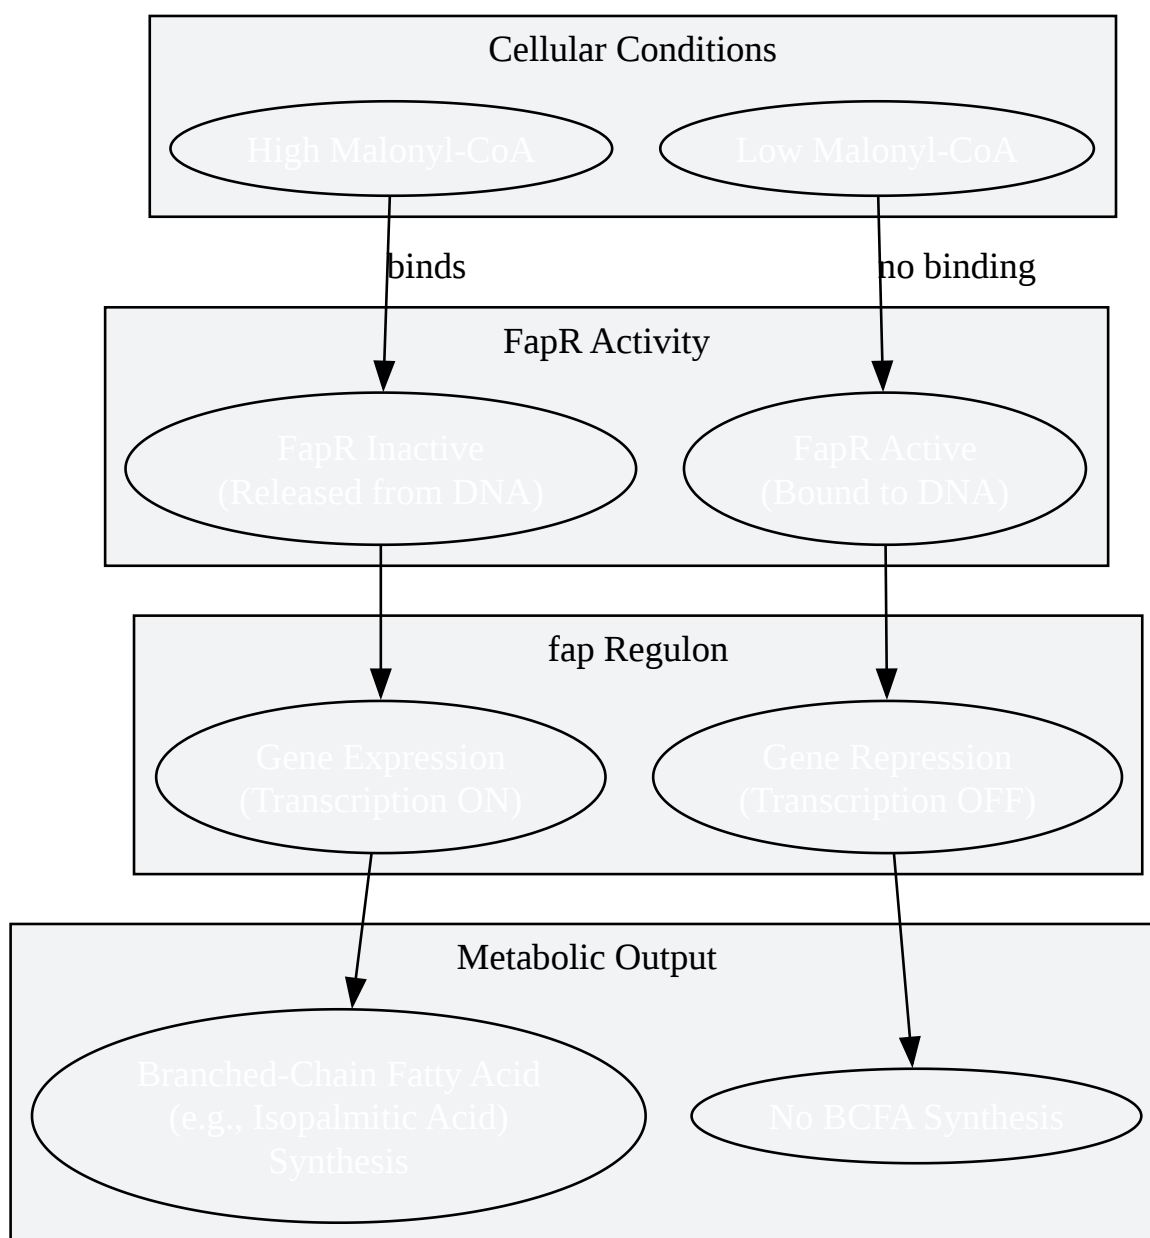 Cellular Conditions
High Malonyl-CoA
Low Malonyl-CoA
binds
no binding
FapR Activity
FapR Inactive
(Released from DNA)
FapR Active
(Bound to DNA)
fap Regulon
Gene Expression
(Transcription ON)
Gene Repression
(Transcription OFF)
Metabolic Output
Branched-Chain Fatty Acid
(e.g., Isopalmitic Acid)
Synthesis
No BCFA Synthesis